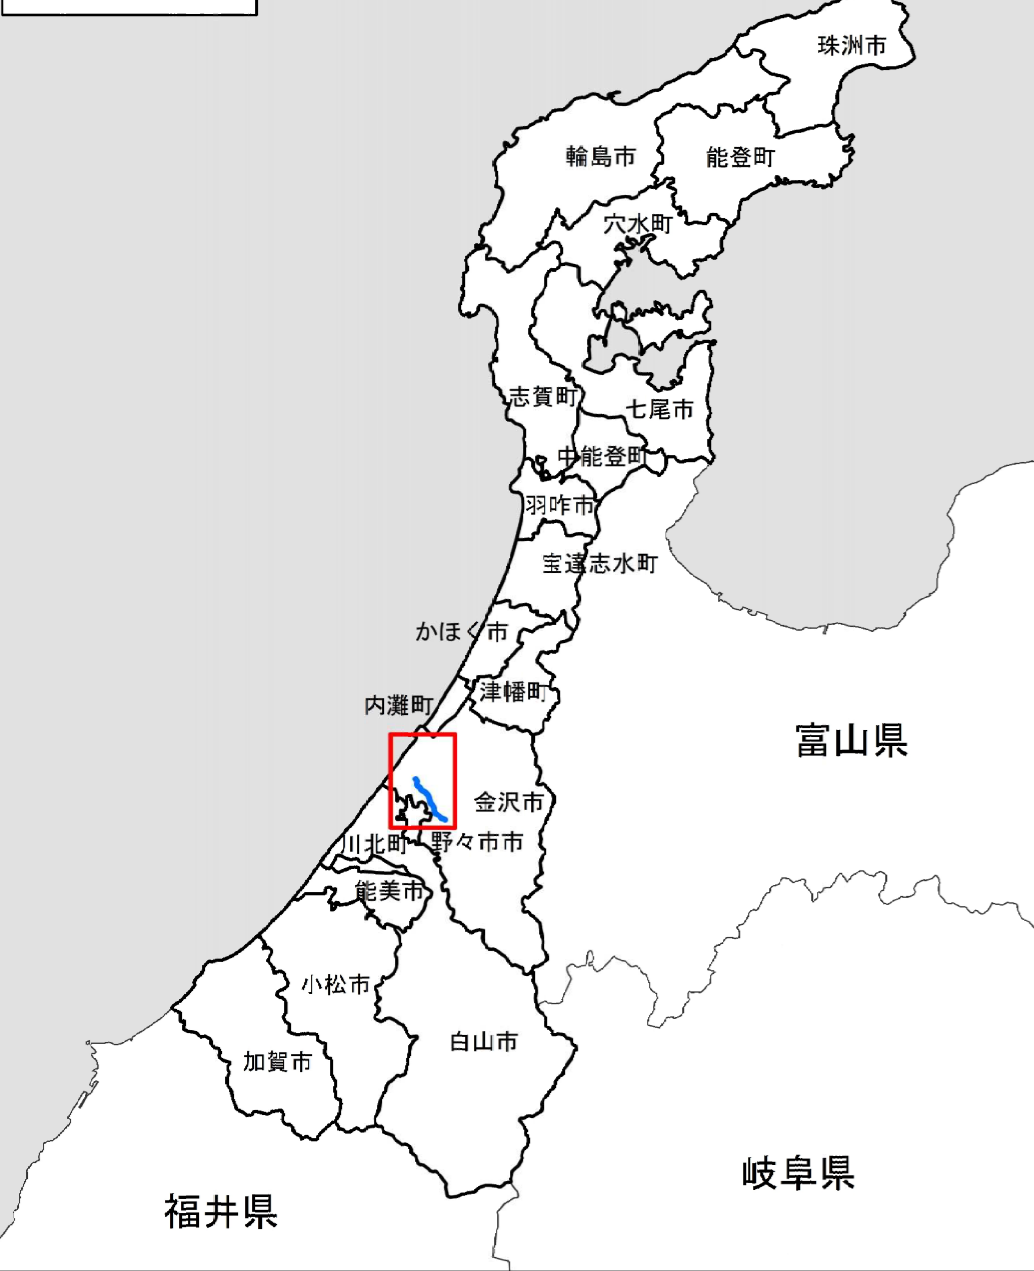 珠洲市
輪島市
能登町
穴水町
志賀町
七尾市
中能登町
羽咋市
宝達志水町
かほく市
津幡町
内灘町
富山県
金沢市
川北町
野々市市
能美市
小松市
白山市
加賀市
岐阜県
福井県